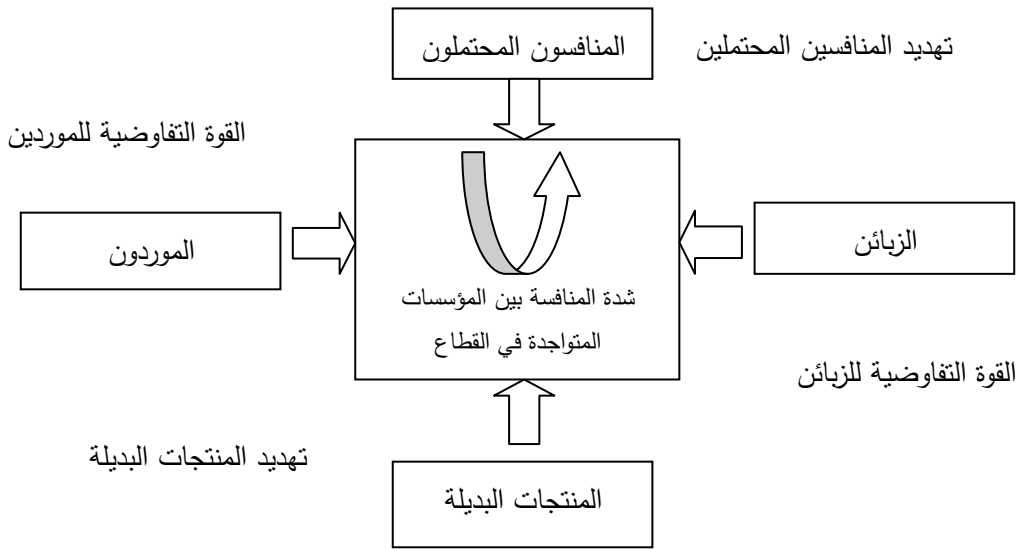 المنافسون المحتملون
تهديد المنافسين المحتملين
القوة التفاوضية للموردين
الزبائن
الموردون
شدة المنافسة بين المؤسسات
المتواجدة في القطاع
القوة التفاوضية للزبائن
تهديد المنتجات البديلة
المنتجات البديلة